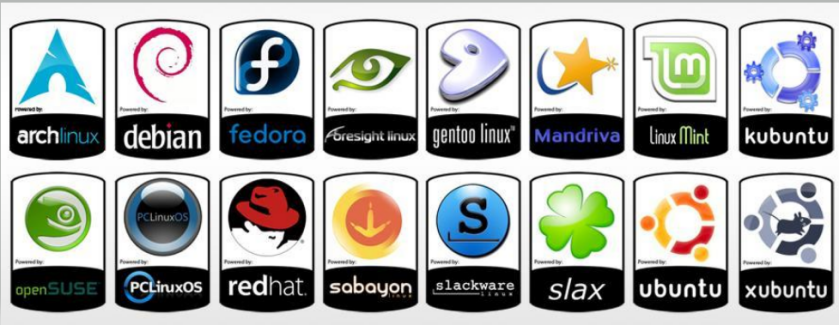 Powered by: Powered by: Powered by: Powered by: Powered by: Powered by: Powered by: Powered by:
archlinux debian fedora foresight linux gentoo linux™ Mandriva Linux Mint kubuntu
PCLinuxOS S
Powered by: Powered by: Powered by: Powered by: Powered by: Powered by: Powered by: Powered by:
openSUSE PCLinuxOS redhat. sabayon linux slackware linux slax ubuntu xubuntu